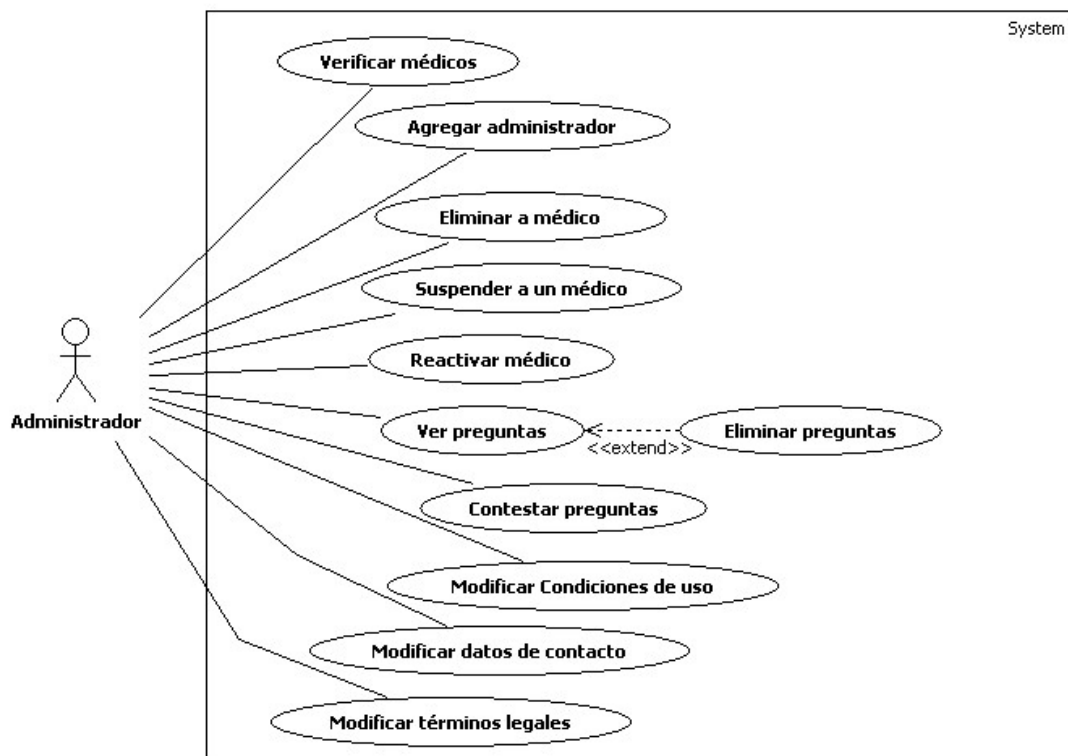 System
Verificar médicos
Agregar administrador
Eliminar a médico
Suspender a un médico
Reactivar médico
Administrador
Ver preguntas
Eliminar preguntas
<<extend>>
Contestar preguntas
Modificar Condiciones de uso
Modificar datos de contacto
Modificar términos legales